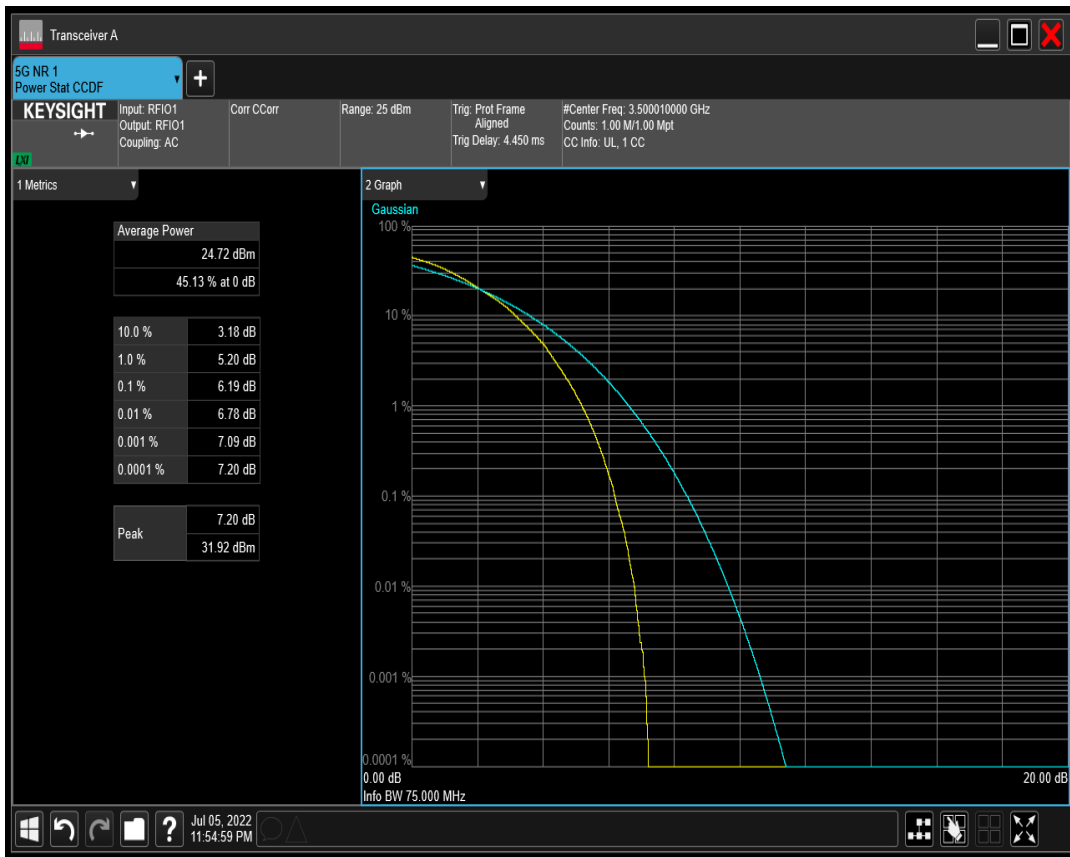 Transceiver A
5G NR 1
Power Stat CCDF
+
KEYSIGHT
LXI
Input: RFIO1
Output: RFIO1
Coupling: AC
Corr CCorr
Range: 25 dBm
Trig: Prot Frame
Aligned
Trig Delay: 4.450 ms
#Center Freq: 3.500010000 GHz
Counts: 1.00 M/1.00 Mpt
CC Info: UL, 1 CC
1 Metrics
Average Power
24.72 dBm
45.13 % at 0 dB
10.0 % 3.18 dB
1.0 % 5.20 dB
0.1 % 6.19 dB
0.01 % 6.78 dB
0.001 % 7.09 dB
0.0001 % 7.20 dB
Peak
7.20 dB
31.92 dBm
2 Graph
Gaussian
100 %
10 %
1 %
0.1 %
0.01 %
0.001 %
0.0001 %
0.00 dB 20.00 dB
Info BW 75.000 MHz
?
Jul 05, 2022
11:54:59 PM